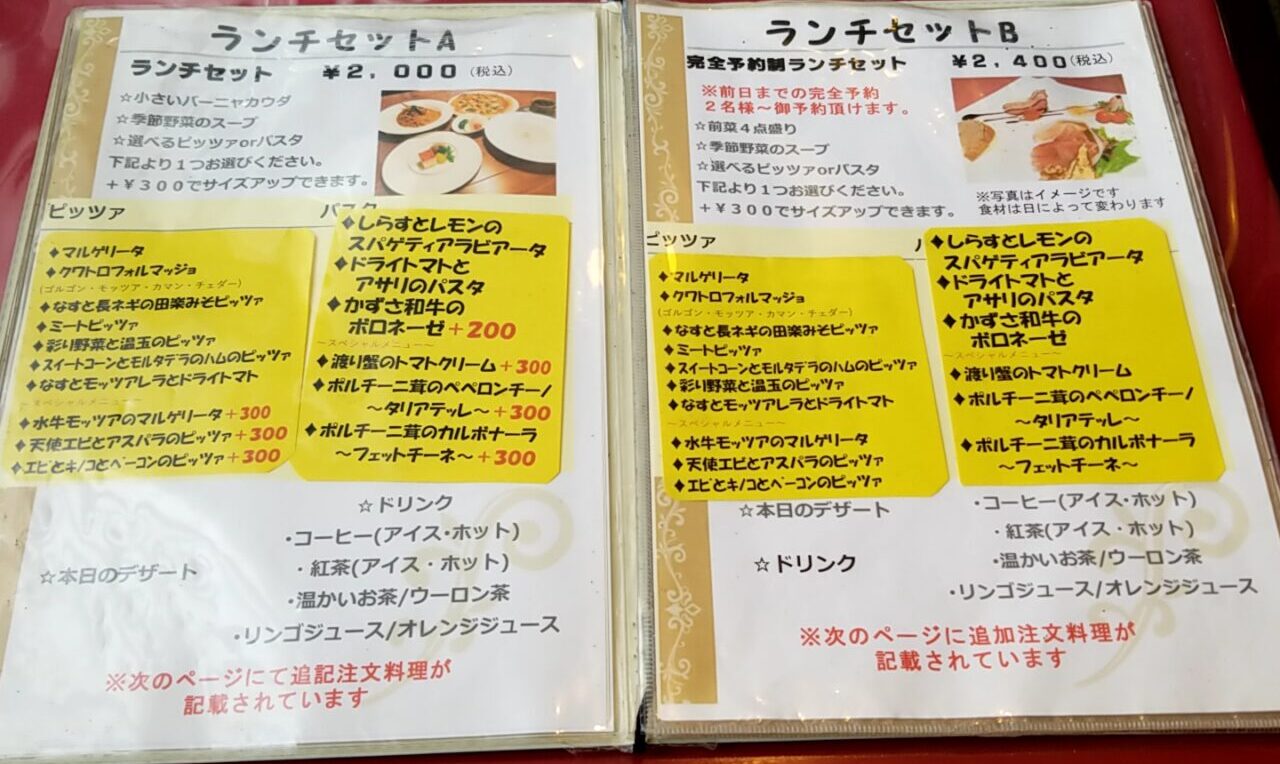 ランチセットA
ランチセット ￥2，000（税込）
☆小さいバーニャカウダ
☆季節野菜のスープ
☆選べるピッツァorパスタ
下記より１つお選びください。
＋￥３００でサイズアップできます。
ピッツァ
◆マルゲリータ
◆クワトロフォルマッジョ
(ゴルゴン・モッツア・カマン・チェダー)
◆なすと長ネギの田楽みそピッツァ
◆ミートピッツァ
◆彩り野菜と温玉のピッツァ
◆スイートコーンとモルタデラのハムのピッツァ
◆なすとモッツアレラとドライトマト
～スペシャルメニュー～
◆水牛モッツアのマルゲリータ＋300
◆天使エビとアスパラのピッツァ＋300
◆エビとキノコとベーコンのピッツァ＋300
パスタ
◆しらすとレモンの
スパゲティアラビアータ
◆ドライトマトと
アサリのパスタ
◆かずさ和牛の
ボロネーゼ＋200
～スペシャルメニュー～
◆渡り蟹のトマトクリーム＋300
◆ポルチーニ茸のペペロンチーノ
～タリアテッレ～＋300
◆ポルチーニ茸のカルボナーラ
～フェットチーネ～＋300
☆本日のデザート
☆ドリンク
・コーヒー(アイス・ホット)
・紅茶(アイス・ホット)
・温かいお茶/ウーロン茶
・リンゴジュース/オレンジジュース
※次のページにて追記注文料理が
記載されています
ランチセットB
完全予約制ランチセット ￥2，400（税込）
※前日までの完全予約
２名様～御予約頂けます。
☆前菜４点盛り
☆季節野菜のスープ
☆選べるピッツァorパスタ
下記より１つお選びください。
＋￥３００でサイズアップできます。
※写真はイメージです
食材は日によって変わります
ピッツァ
◆マルゲリータ
◆クワトロフォルマッジョ
(ゴルゴン・モッツア・カマン・チェダー)
◆なすと長ネギの田楽みそピッツァ
◆ミートピッツァ
◆スイートコーンとモルタデラのハムのピッツァ
◆彩り野菜と温玉のピッツァ
◆なすとモッツアレラとドライトマト
～スペシャルメニュー～
◆水牛モッツアのマルゲリータ
◆天使エビとアスパラのピッツァ
◆エビとキノコとベーコンのピッツァ
◆しらすとレモンの
スパゲティアラビアータ
◆ドライトマトと
アサリのパスタ
◆かずさ和牛の
ボロネーゼ
～スペシャルメニュー～
◆渡り蟹のトマトクリーム
◆ポルチーニ茸のペペロンチーノ
～タリアテッレ～
◆ポルチーニ茸のカルボナーラ
～フェットチーネ～
☆本日のデザート
☆ドリンク
・コーヒー(アイス・ホット)
・紅茶(アイス・ホット)
・温かいお茶/ウーロン茶
・リンゴジュース/オレンジジュース
※次のページに追加注文料理が
記載されています